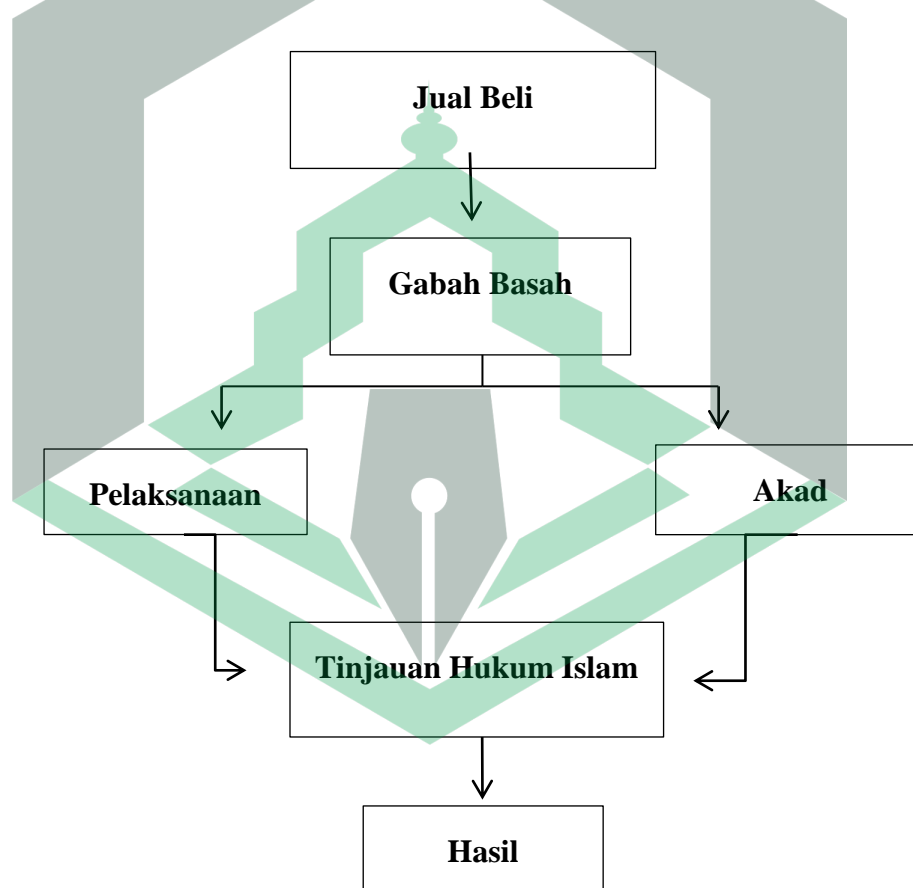 Jual Beli
Gabah Basah
Pelaksanaan
Akad
Tinjauan Hukum Islam
Hasil